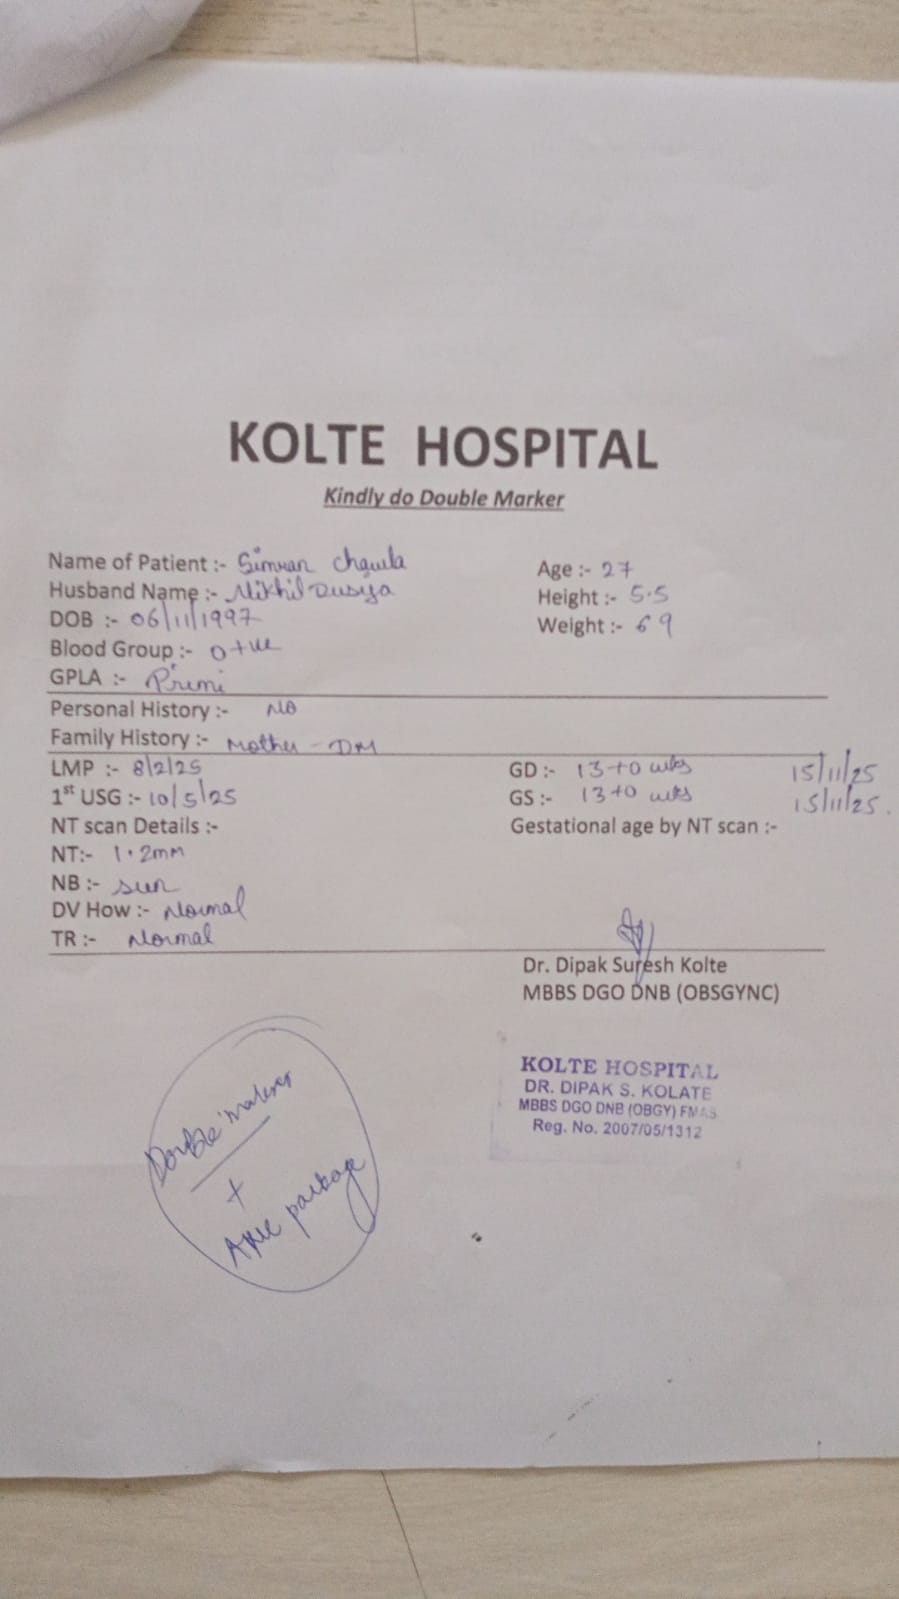 KOLTE HOSPITAL
Kindly do Double Marker
Name of Patient :- Simran Chawla
Age :- 27
Husband Name :- Nikhil Dusija
Height :- 5.5
DOB :- 06/11/1997
Weight :- 69
Blood Group :- O +ve
GPLA :- Primi
Personal History :- No
Family History :- Mother - DM
LMP :- 8/2/25
GD :- 13+0 wks 15/11/25
1st USG :- 10/5/25
GS :- 13+0 wks 15/11/25.
NT scan Details :-
Gestational age by NT scan :-
NT:- 1.2mm
NB :- seen
DV How :- Normal
TR :- Normal
Dr. Dipak Suresh Kolte
MBBS DGO DNB (OBSGYNC)
KOLTE HOSPITAL
DR. DIPAK S. KOLATE
MBBS DGO DNB (OBGY) FMAS
Reg. No. 2007/05/1312
Double marker
+
ANC package